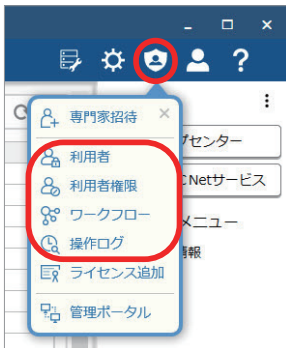 専門家招待
利用者
利用者権限
ワークフロー
操作ログ
ライセンス追加
管理ポータル
プセンター
CNetサービス
メニュー
情報